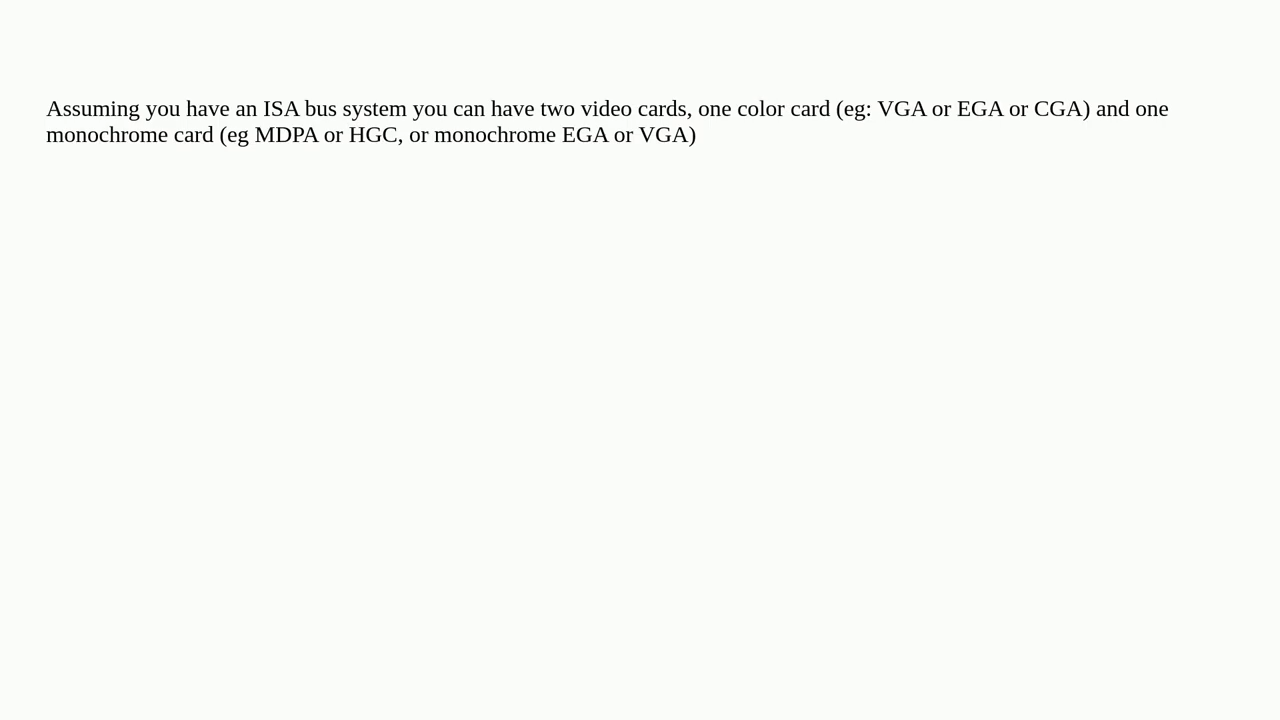 Assuming you have an ISA bus system you can have two video cards, one color card (eg: VGA or EGA or CGA) and one
monochrome card (eg MDPA or HGC, or monochrome EGA or VGA)